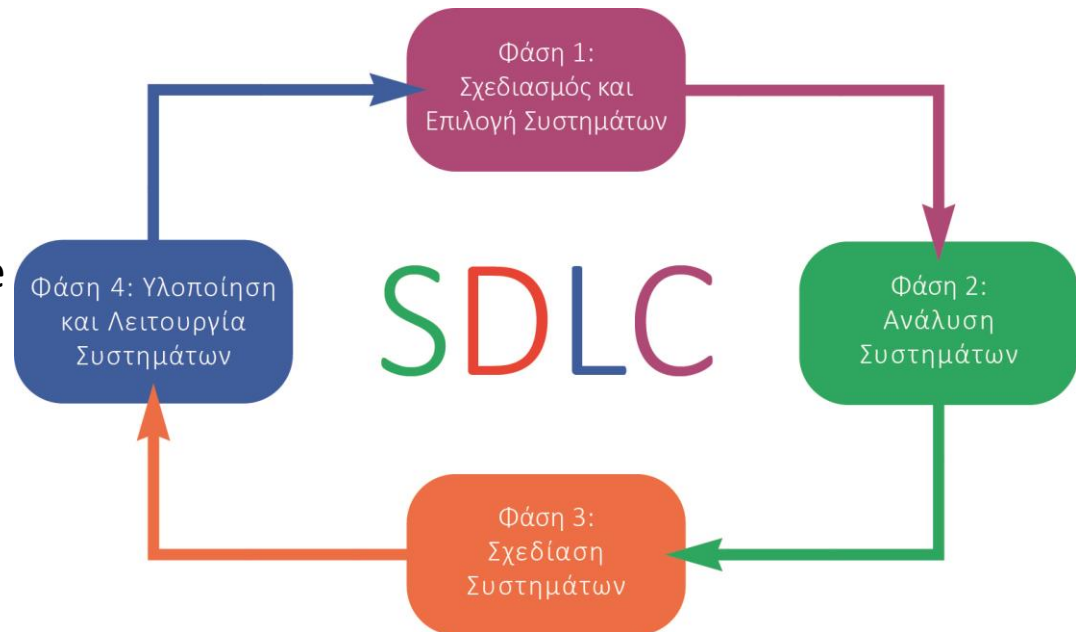 Φάση 1:
Σχεδιασμός και
Επιλογή Συστημάτων
e
Φάση 4: Υλοποίηση
και Λειτουργία
Συστημάτων
SDLC
Φάση 2:
Ανάλυση
Συστημάτων
Φάση 3:
Σχεδίαση
Συστημάτων